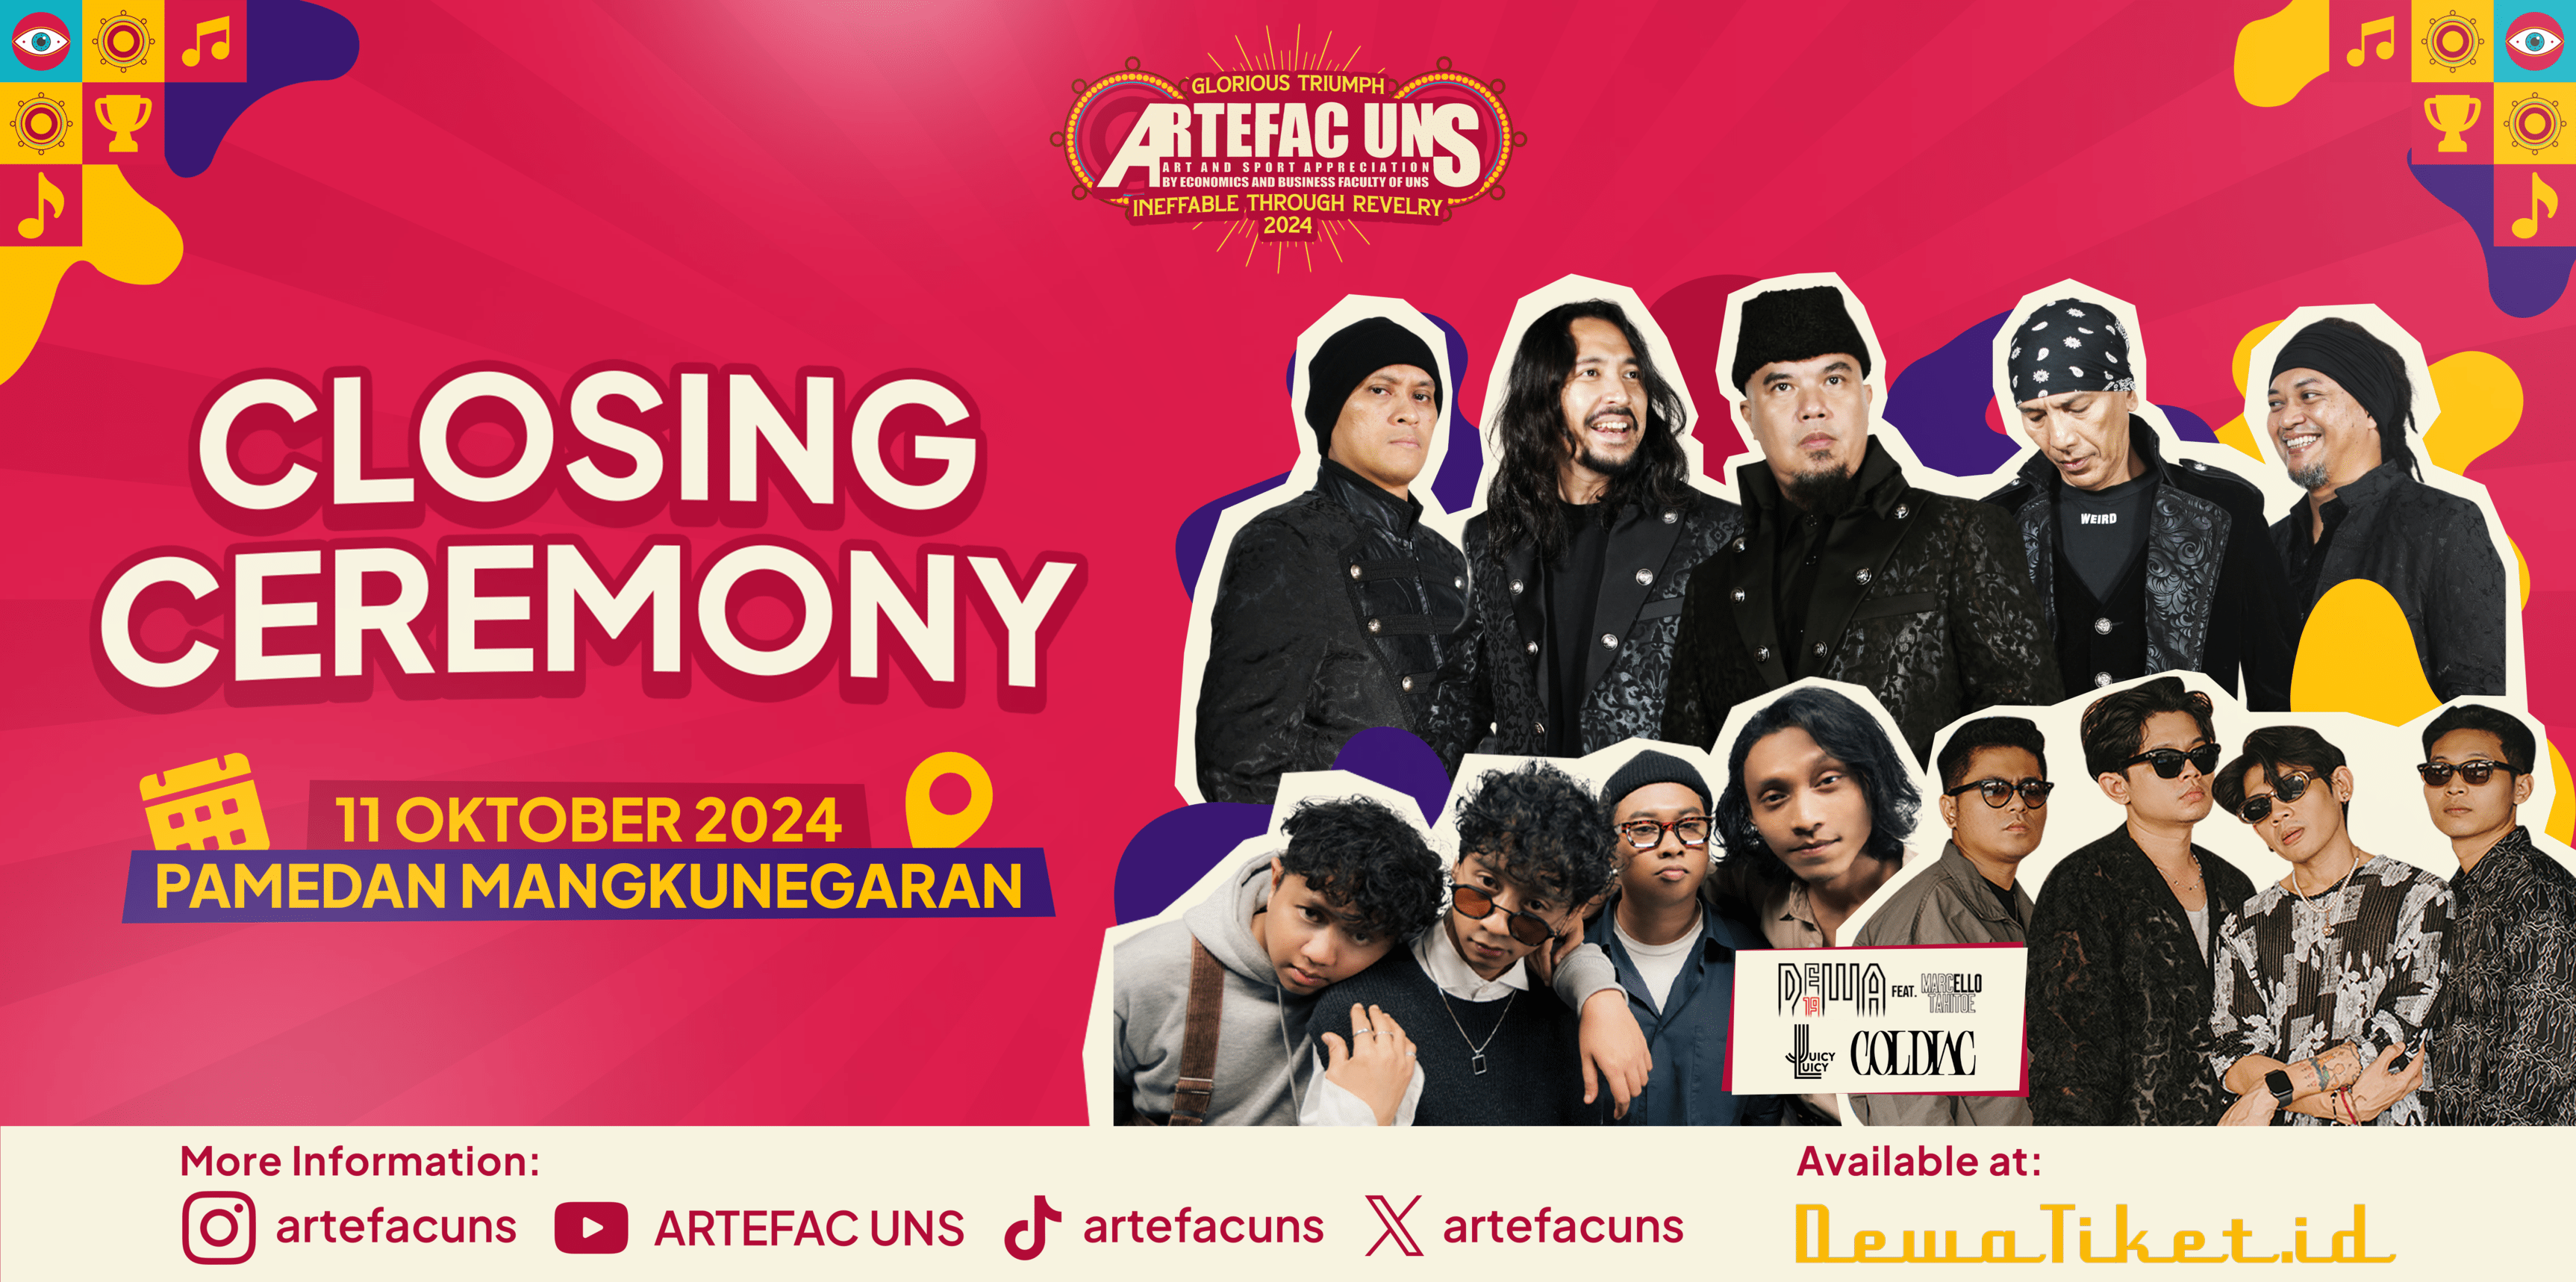 GLORIOUS TRIUMPH
ARTEFAC UNS
ART AND SPORT APPRECIATION
BY ECONOMICS AND BUSINESS FACULTY OF UNS
INEFFABLE THROUGH REVELRY
2024
CLOSING
CEREMONY
11 OKTOBER 2024
PAMEDAN MANGKUNEGARAN
WEIRD
DEWA 19 FEAT. MARCELLO TAHITOE
JUICY LUICY COLDIAC
More Information:
artefacuns ARTEFAC UNS artefacuns artefacuns
Available at:
DewaTiket.id